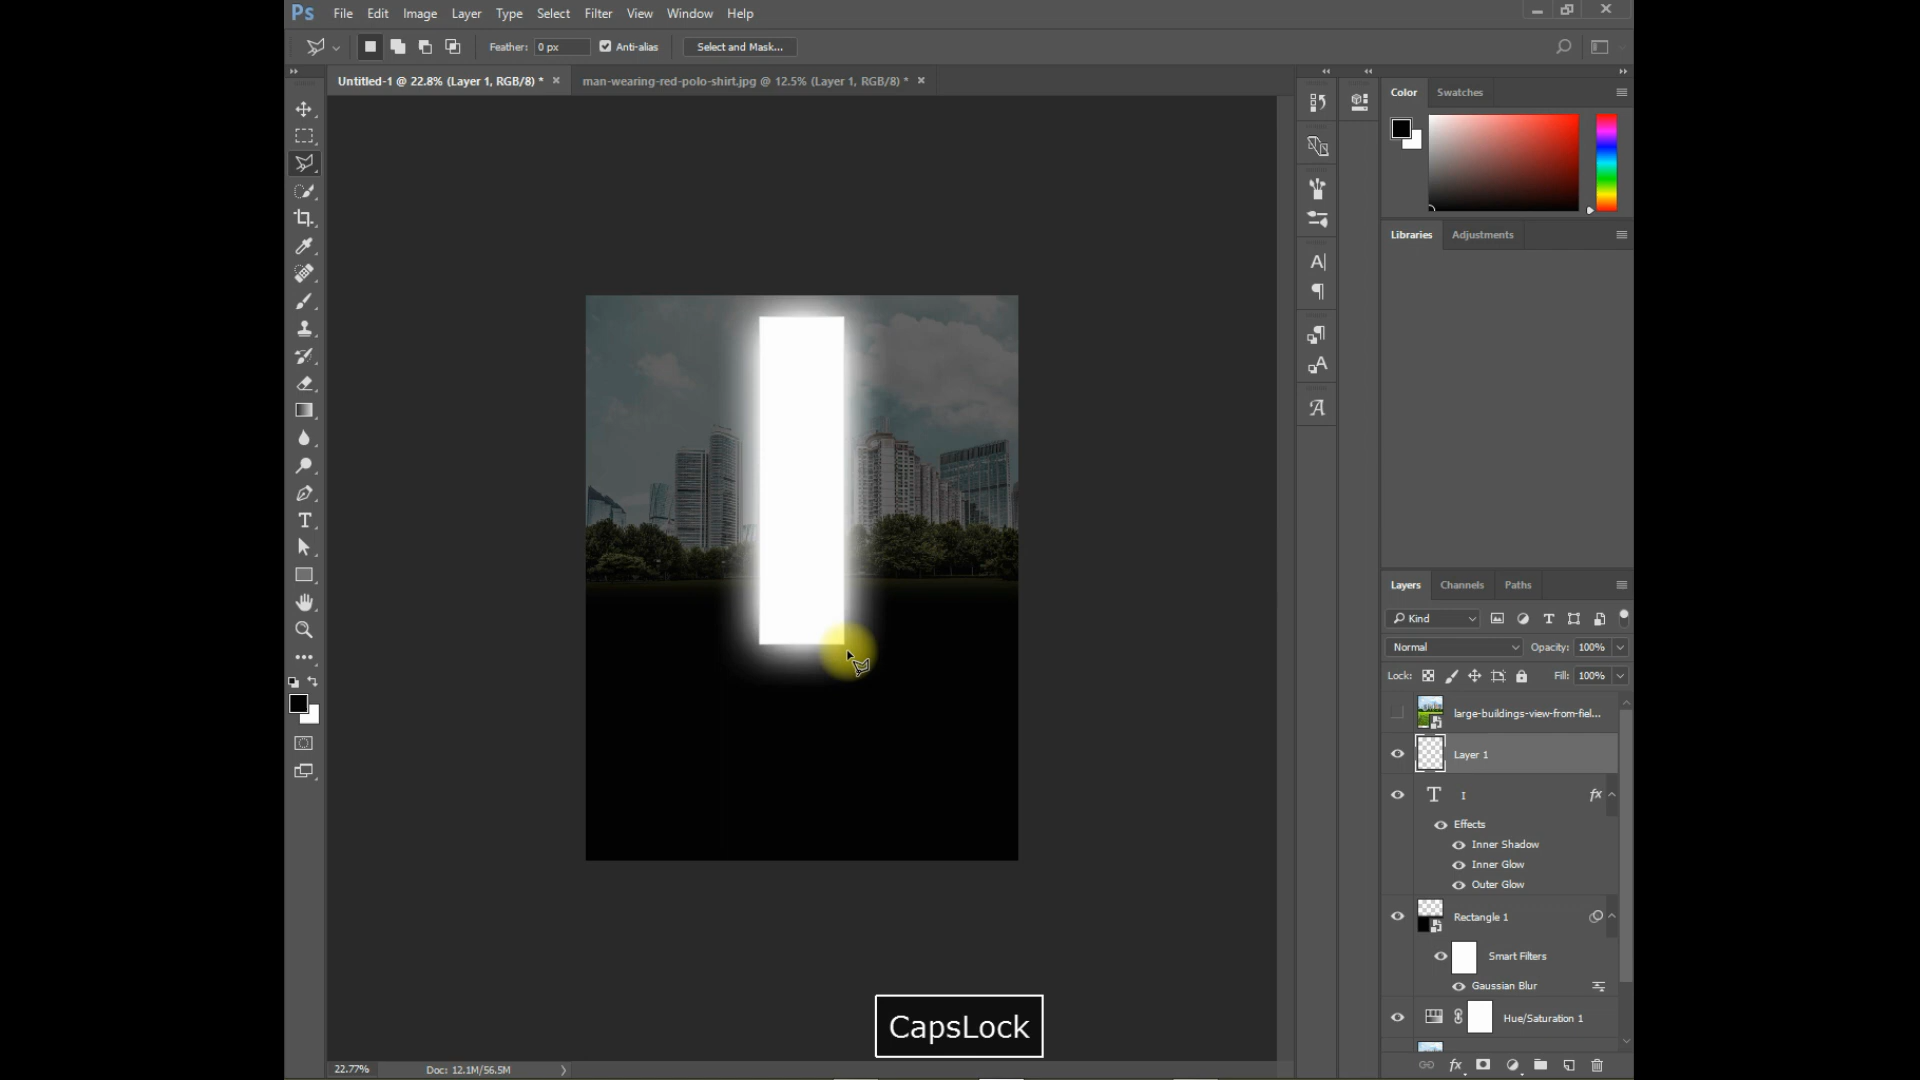 Ps File Edit Image Layer Type Select Filter View Window Help
Feather: 0 px Anti-alias Select and Mask...
Untitled-1 @ 22.8% (Layer 1, RGB/8) * × man-wearing-red-polo-shirt.jpg @ 12.5% (Layer 1, RGB/8) * ×
Color Swatches
Libraries Adjustments
Layers Channels Paths
Kind
Normal Opacity: 100%
Lock: Fill: 100%
large-buildings-view-from-fiel...
Layer 1
T I fx
Effects
Inner Shadow
Inner Glow
Outer Glow
Rectangle 1
Smart Filters
Gaussian Blur
Hue/Saturation 1
CapsLock
22.77% Doc: 12.1M/56.5M